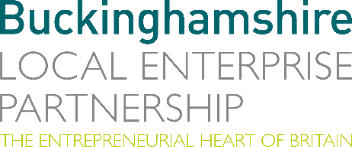 Buckinghamshire
LOCAL ENTERPRISE
PARTNERSHIP
THE ENTREPRENEURIAL HEART OF BRITAIN